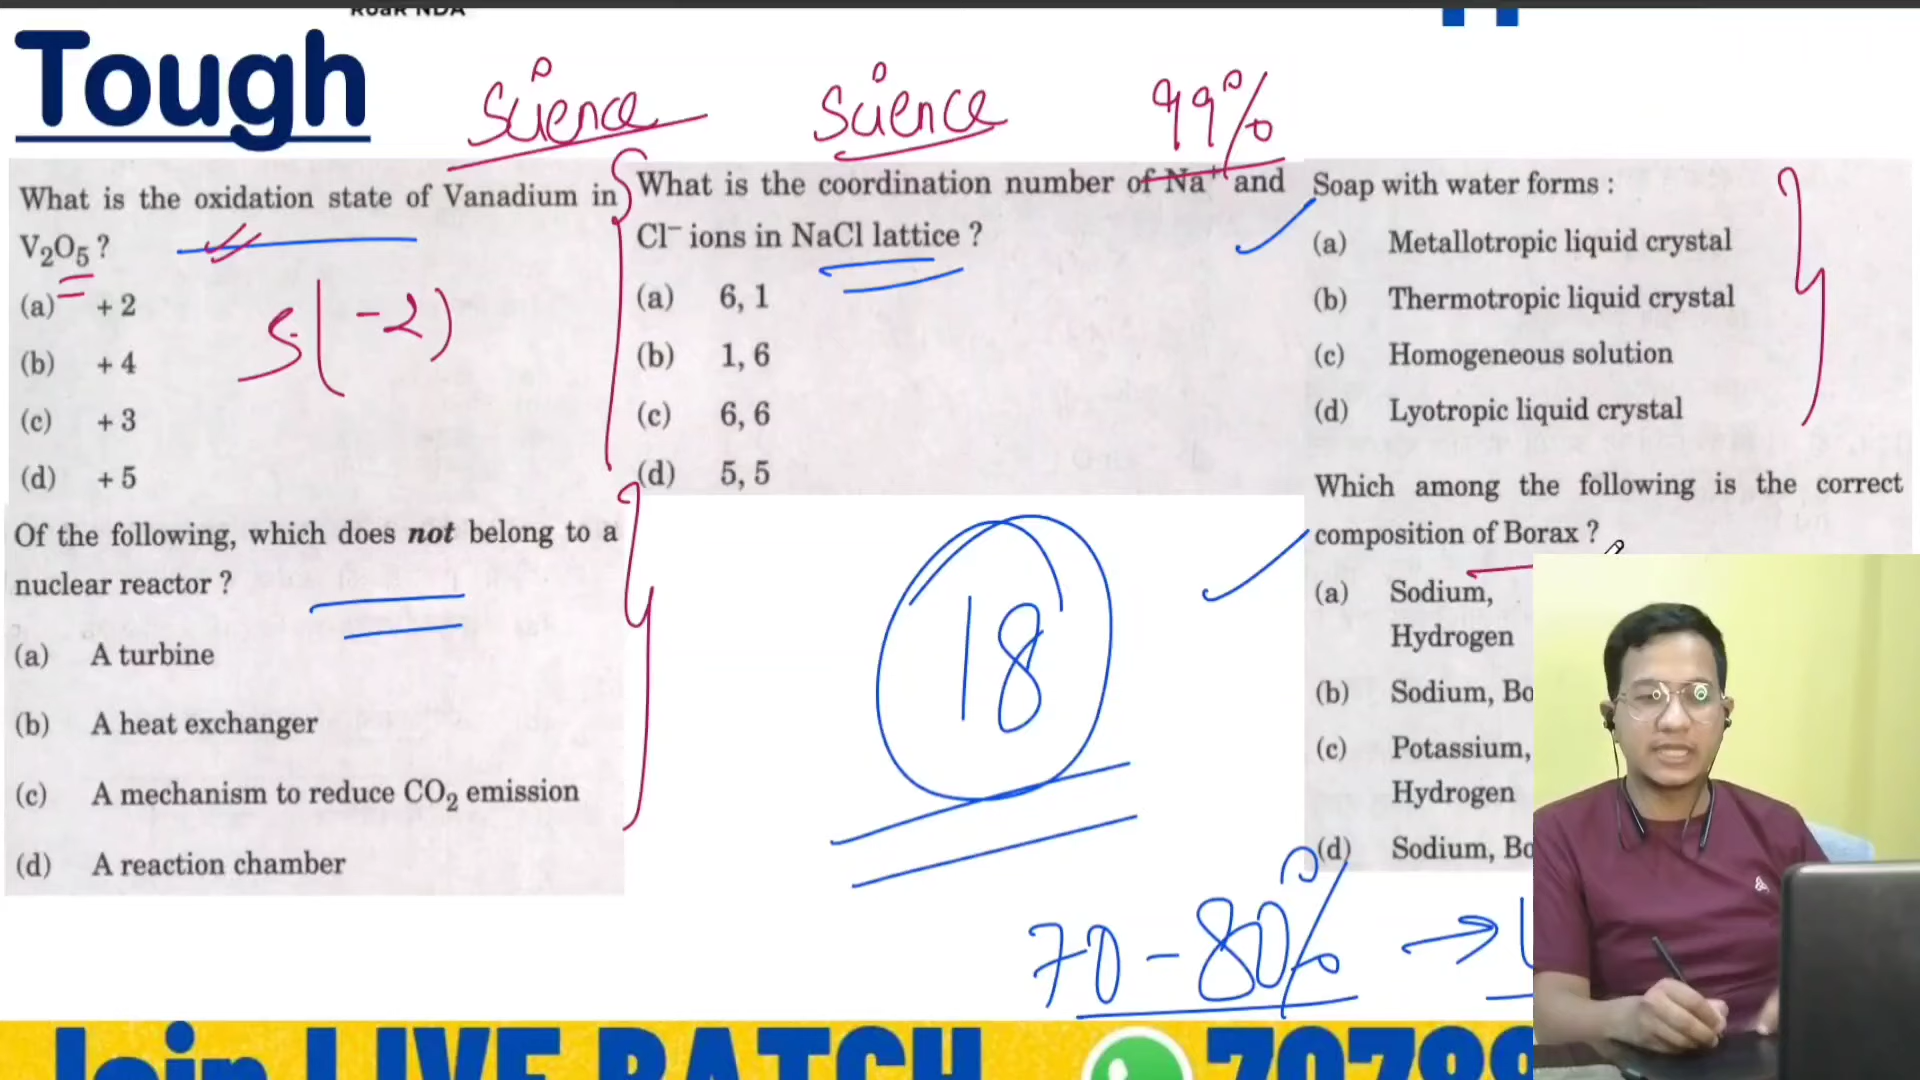 Roar NDA
Tough
Science
Science
99%
What is the oxidation state of Vanadium in
V₂O₅ ?
(a) + 2
(b) + 4
(c) + 3
(d) + 5
5(-2)
Of the following, which does not belong to a
nuclear reactor ?
(a) A turbine
(b) A heat exchanger
(c) A mechanism to reduce CO₂ emission
(d) A reaction chamber
What is the coordination number of Na⁺ and
Cl⁻ ions in NaCl lattice ?
(a) 6, 1
(b) 1, 6
(c) 6, 6
(d) 5, 5
18
Soap with water forms :
(a) Metallotropic liquid crystal
(b) Thermotropic liquid crystal
(c) Homogeneous solution
(d) Lyotropic liquid crystal
Which among the following is the correct
composition of Borax ?
(a) Sodium,
Hydrogen
(b) Sodium, Bo
(c) Potassium,
Hydrogen
(d) Sodium, Bo
70-80% →
Join LIVE BATCH 70789